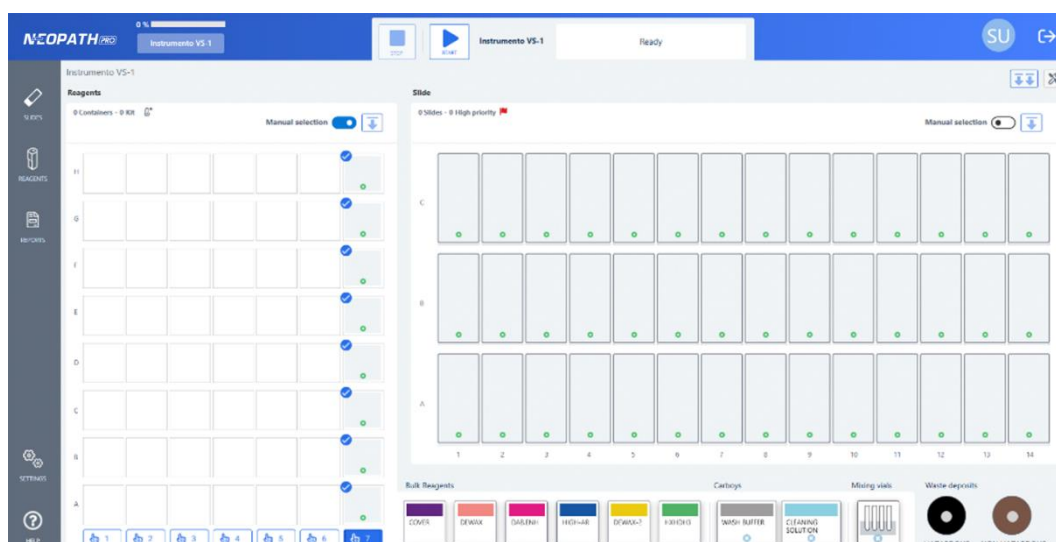 NEOPATH PRO
0 %
Instrumento VS-1
STOP
START
Instrumento VS-1
Ready
SU
Instrumento VS-1
SLIDES
REAGENTS
REPORTS
SETTINGS
HELP
Reagents
0 Containers - 0 Kit
Manual selection
H
G
F
E
D
C
B
A
1 2 3 4 5 6 7
Slide
0 Slides - 0 High priority
Manual selection
C
B
A
1 2 3 4 5 6 7 8 9 10 11 12 13 14
Bulk Reagents
Carboys
Mixing vials
Waste deposits
COVER
DEWAX
DAB.ENH
HIGH-AR
DEWAX-2
WASH BUFFER
CLEANING
SOLUTION